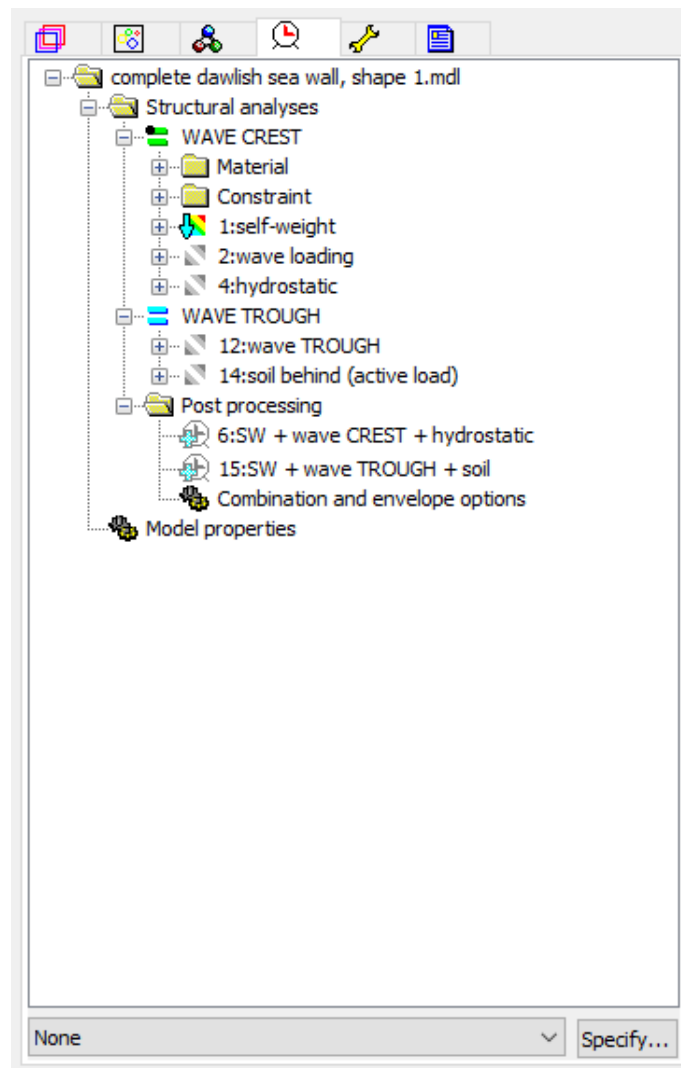 complete dawlish sea wall, shape 1.mdl
Structural analyses
WAVE CREST
Material
Constraint
1:self-weight
2:wave loading
4:hydrostatic
WAVE TROUGH
12:wave TROUGH
14:soil behind (active load)
Post processing
6:SW + wave CREST + hydrostatic
15:SW + wave TROUGH + soil
Combination and envelope options
Model properties
None Specify...